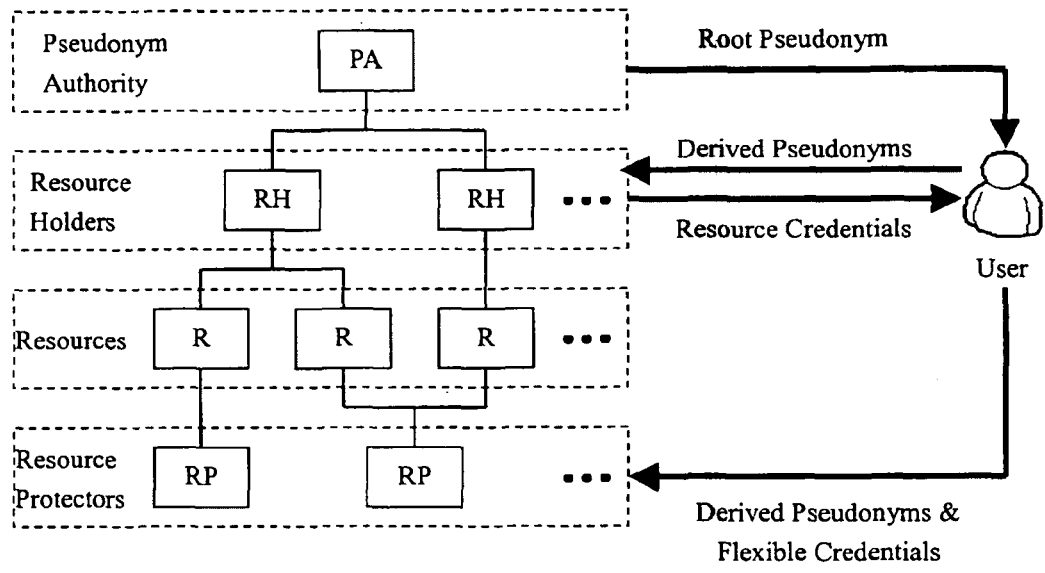 Pseudonym
Authority
PA
Root Pseudonym
Resource
Holders
RH
RH
Derived Pseudonyms
Resource Credentials
User
Resources
R
R
R
Resource
Protectors
RP
RP
Derived Pseudonyms &
Flexible Credentials